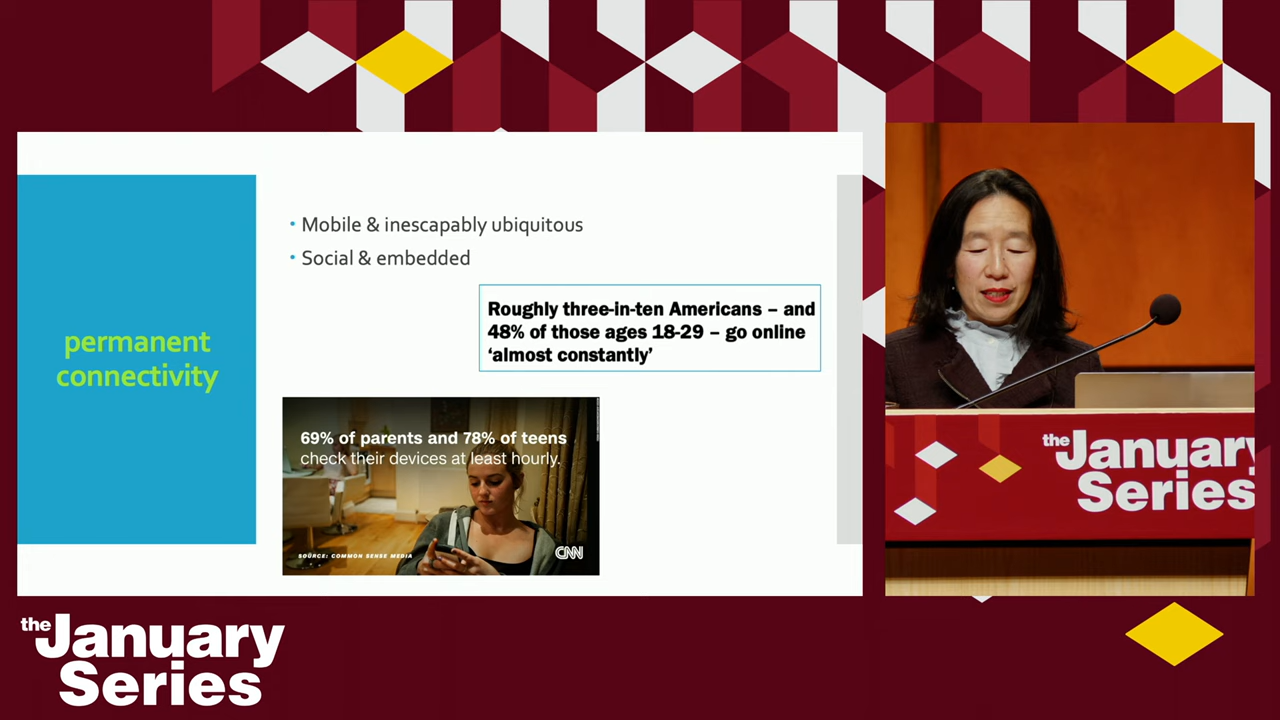 permanent
connectivity
• Mobile & inescapably ubiquitous
• Social & embedded
Roughly three-in-ten Americans – and
48% of those ages 18-29 – go online
‘almost constantly’
69% of parents and 78% of teens
check their devices at least hourly.
SOURCE: COMMON SENSE MEDIA
CNN
the January
Series
the January
Series